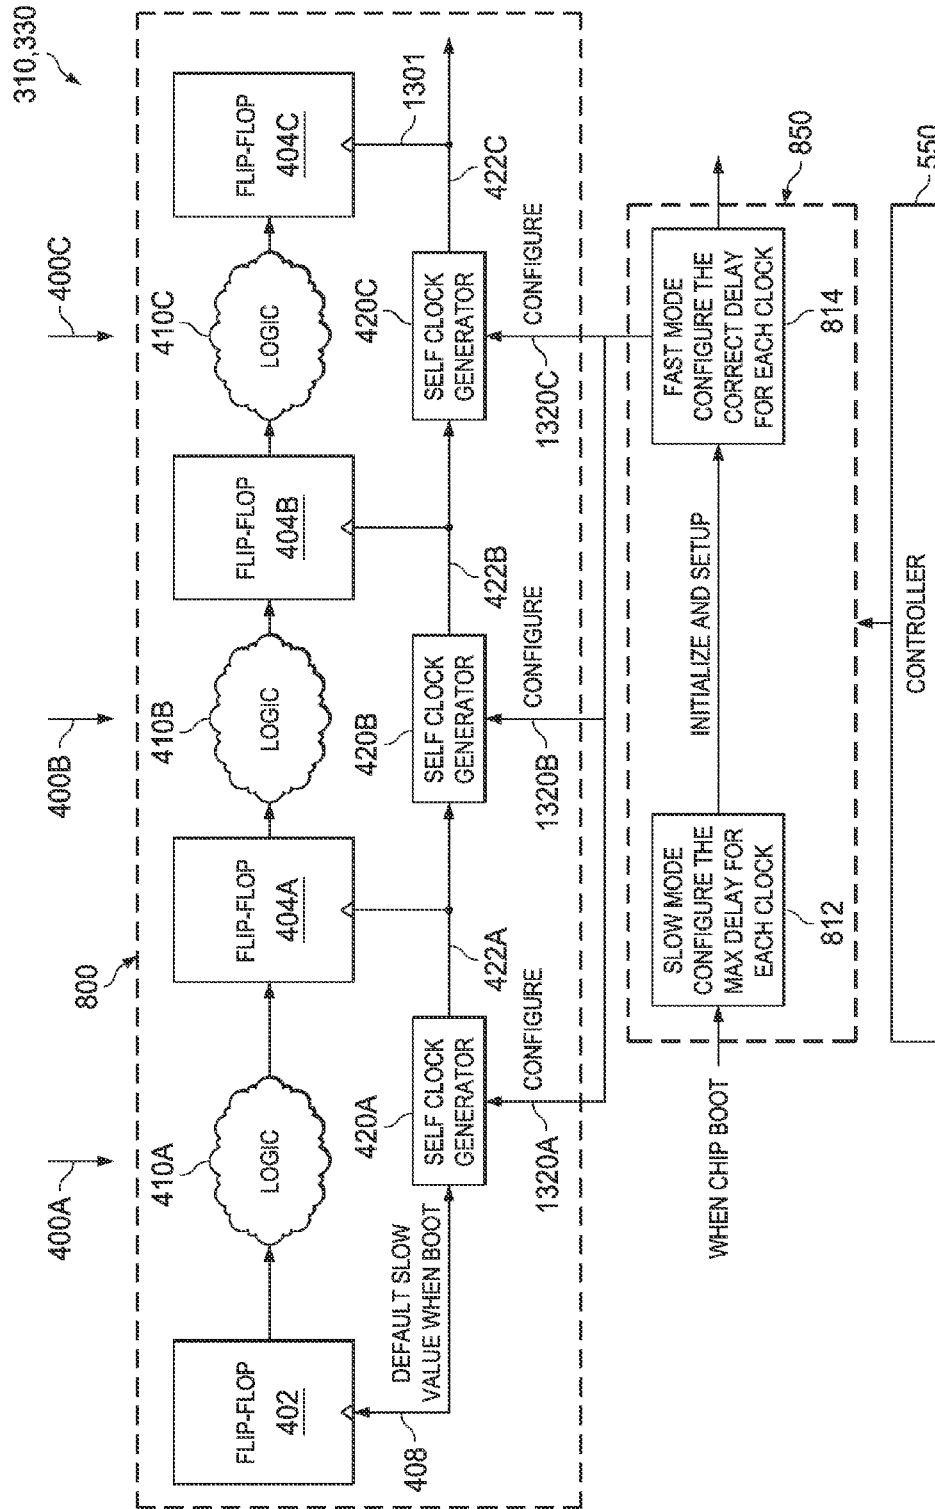 310,330
400A
400B
400C
800
FLIP-FLOP
402
410A
LOGIC
FLIP-FLOP
404A
410B
LOGIC
FLIP-FLOP
404B
410C
LOGIC
FLIP-FLOP
404C
408
DEFAULT SLOW
VALUE WHEN BOOT
420A
SELF CLOCK
GENERATOR
422A
420B
SELF CLOCK
GENERATOR
422B
420C
SELF CLOCK
GENERATOR
422C
1301
1320A
CONFIGURE
1320B
CONFIGURE
1320C
CONFIGURE
850
WHEN CHIP BOOT
SLOW MODE
CONFIGURE THE
MAX DELAY FOR
EACH CLOCK
812
INITIALIZE AND SETUP
FAST MODE
CONFIGURE THE
CORRECT DELAY
FOR EACH CLOCK
814
CONTROLLER
550